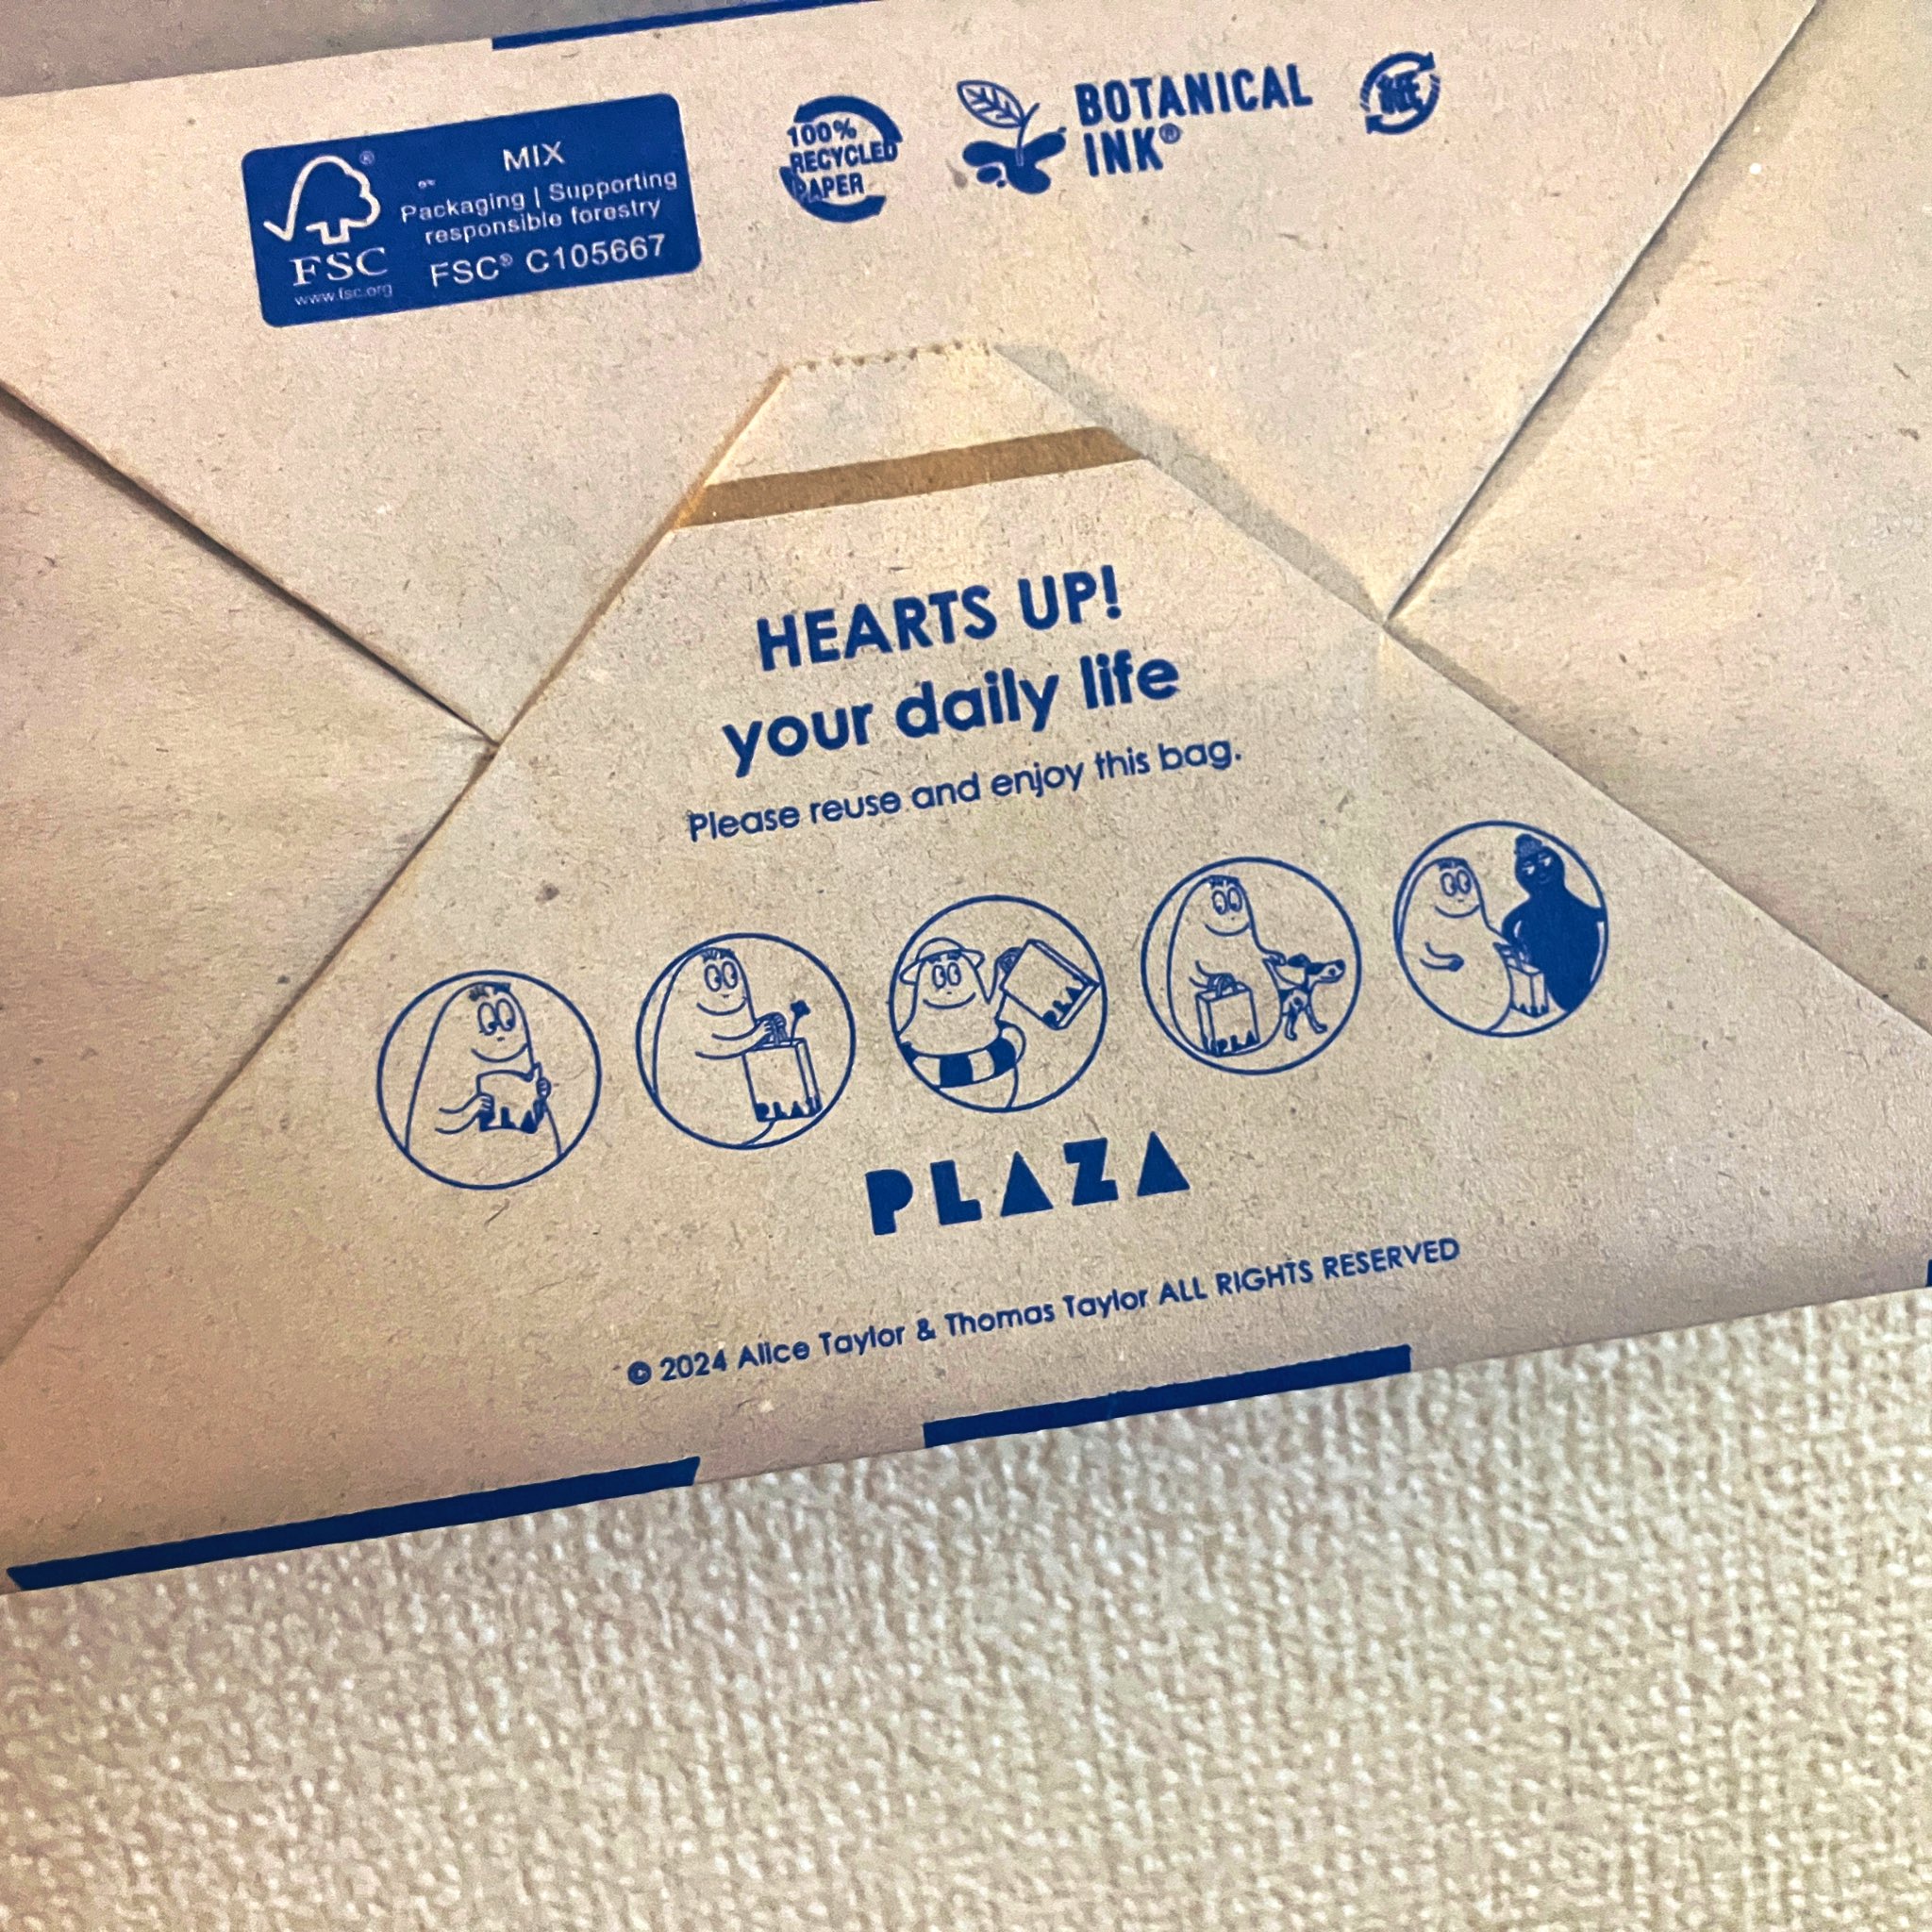 MIX
Packaging | Supporting
responsible forestry
FSC® C105667
FSC
www.fsc.org
100%
RECYCLED
PAPER
BOTANICAL
INK®
HEARTS UP!
your daily life
Please reuse and enjoy this bag.
PLAZA
© 2024 Alice Taylor & Thomas Taylor ALL RIGHTS RESERVED